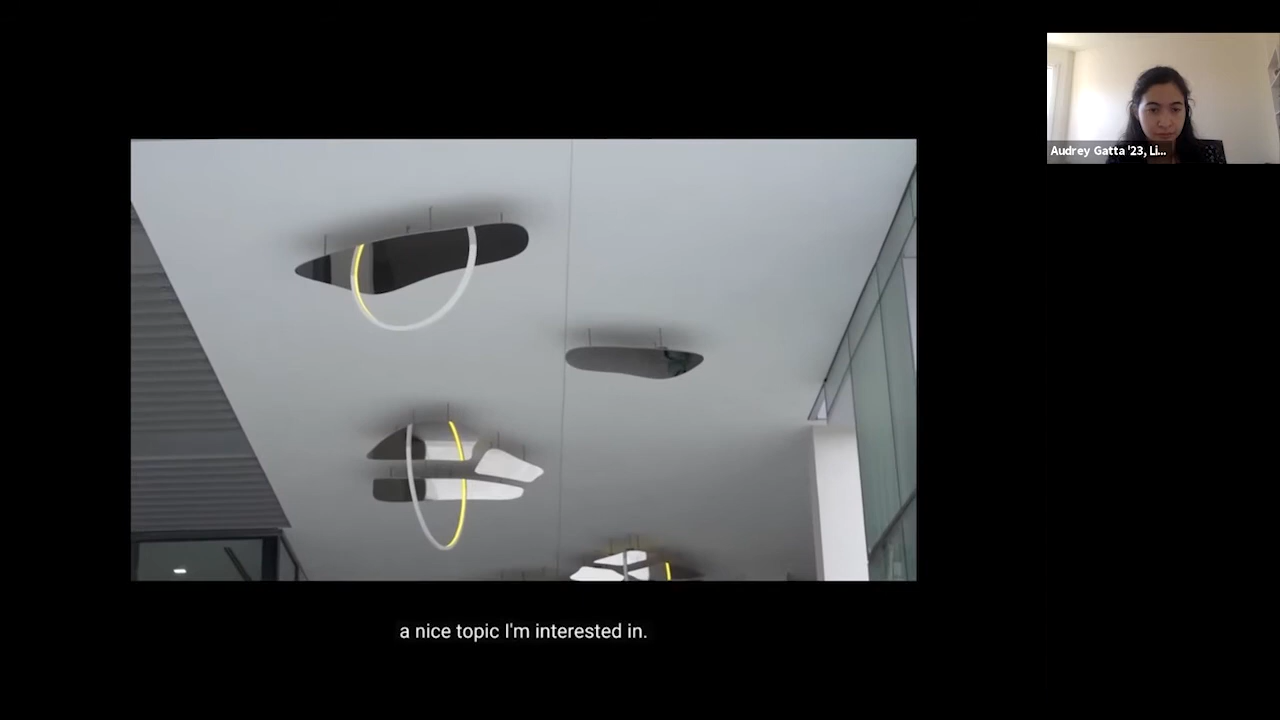 Audrey Gatta '23, Li...
a nice topic I'm interested in.